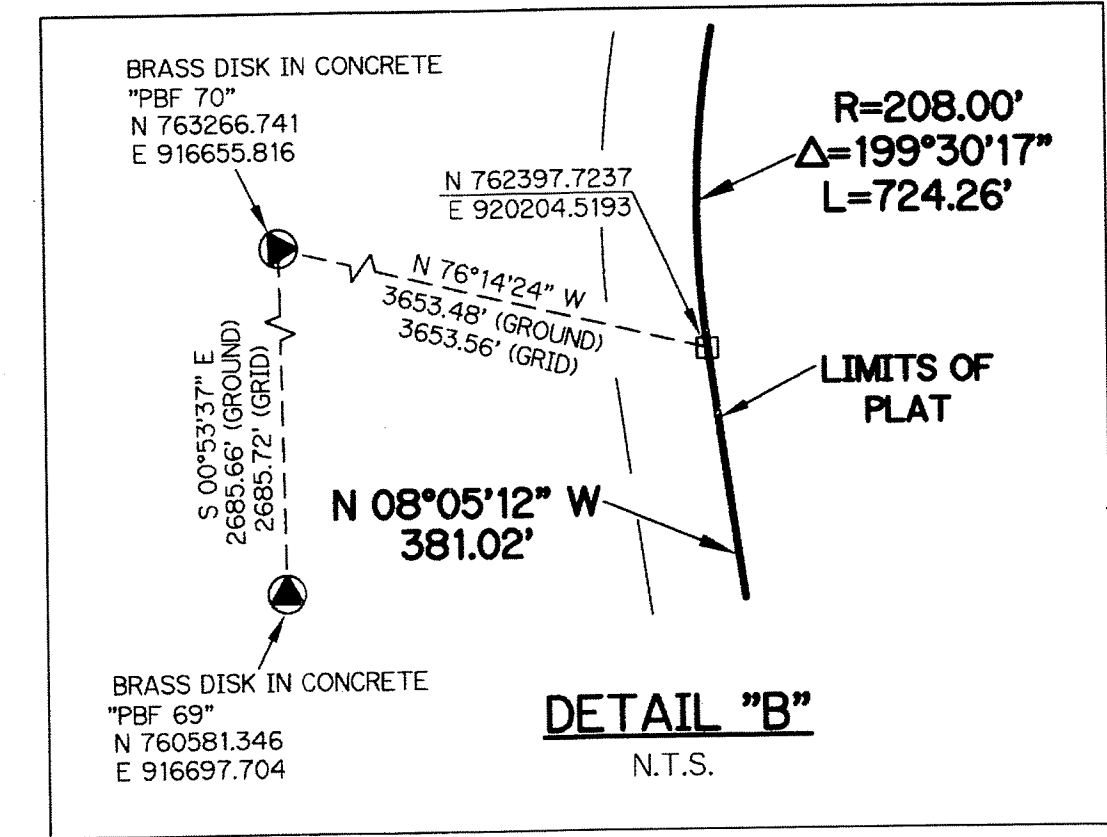 BRASS DISK IN CONCRETE
"PBF 70"
N 763266.741
E 916655.816
N 762397.7237
E 920204.5193
R=208.00'
Δ=199°30'17"
L=724.26'
N 76°14'24" W
3653.48' (GROUND)
3653.56' (GRID)
S 00°53'37" E
2685.66' (GROUND)
2685.72' (GRID)
LIMITS OF
PLAT
N 08°05'12" W
381.02'
BRASS DISK IN CONCRETE
"PBF 69"
N 760581.346
E 916697.704
DETAIL "B"
N.T.S.